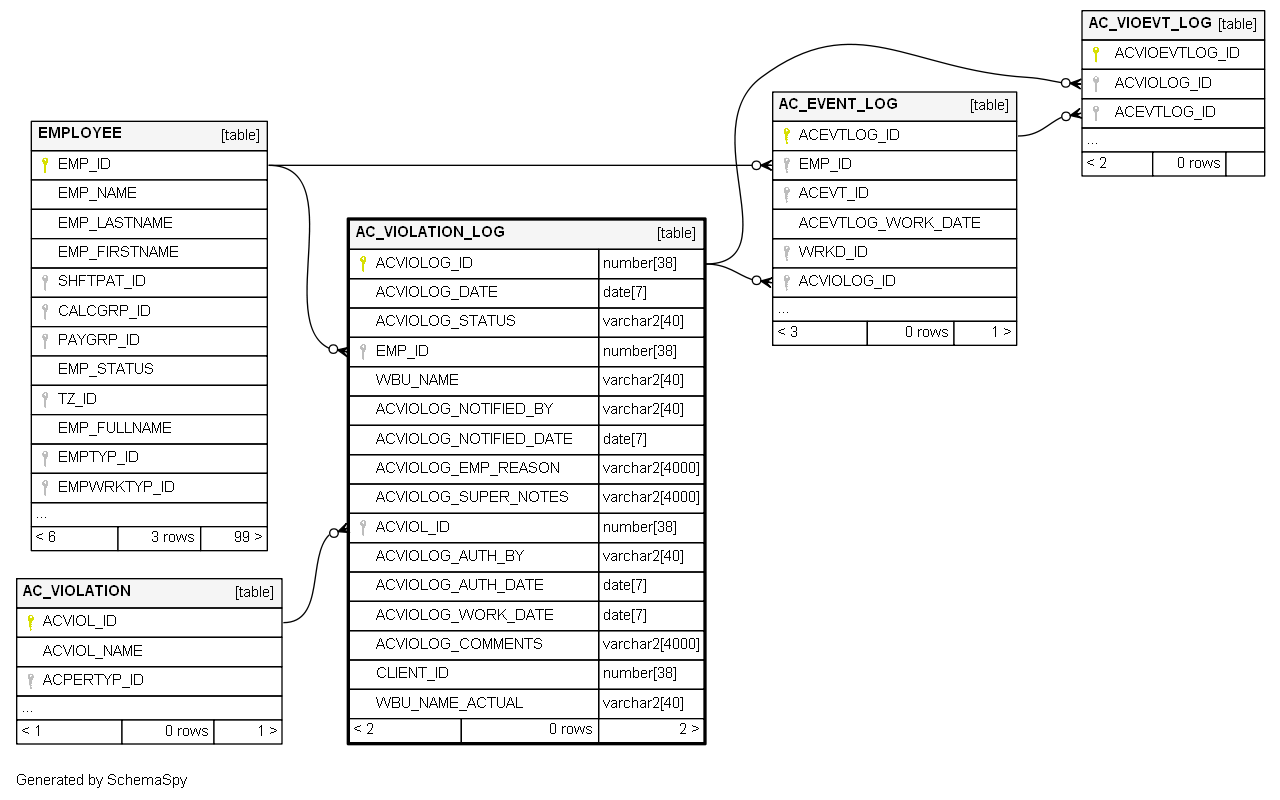 EMPLOYEE [table]
EMP_ID
EMP_NAME
EMP_LASTNAME
EMP_FIRSTNAME
SHFTPAT_ID
CALCGRP_ID
PAYGRP_ID
EMP_STATUS
TZ_ID
EMP_FULLNAME
EMPTYP_ID
EMPWRKTYP_ID
...
< 6 3 rows 99 >
AC_VIOLATION [table]
ACVIOL_ID
ACVIOL_NAME
ACPERTYP_ID
...
< 1 0 rows 1 >
AC_VIOLATION_LOG [table]
ACVIOLOG_ID number[38]
ACVIOLOG_DATE date[7]
ACVIOLOG_STATUS varchar2[40]
EMP_ID number[38]
WBU_NAME varchar2[40]
ACVIOLOG_NOTIFIED_BY varchar2[40]
ACVIOLOG_NOTIFIED_DATE date[7]
ACVIOLOG_EMP_REASON varchar2[4000]
ACVIOLOG_SUPER_NOTES varchar2[4000]
ACVIOL_ID number[38]
ACVIOLOG_AUTH_BY varchar2[40]
ACVIOLOG_AUTH_DATE date[7]
ACVIOLOG_WORK_DATE date[7]
ACVIOLOG_COMMENTS varchar2[4000]
CLIENT_ID number[38]
WBU_NAME_ACTUAL varchar2[40]
< 2 0 rows 2 >
AC_EVENT_LOG [table]
ACEVTLOG_ID
EMP_ID
ACEVT_ID
ACEVTLOG_WORK_DATE
WRKD_ID
ACVIOLOG_ID
...
< 3 0 rows 1 >
AC_VIOEVT_LOG [table]
ACVIOEVTLOG_ID
ACVIOLOG_ID
ACEVTLOG_ID
...
< 2 0 rows
Generated by SchemaSpy